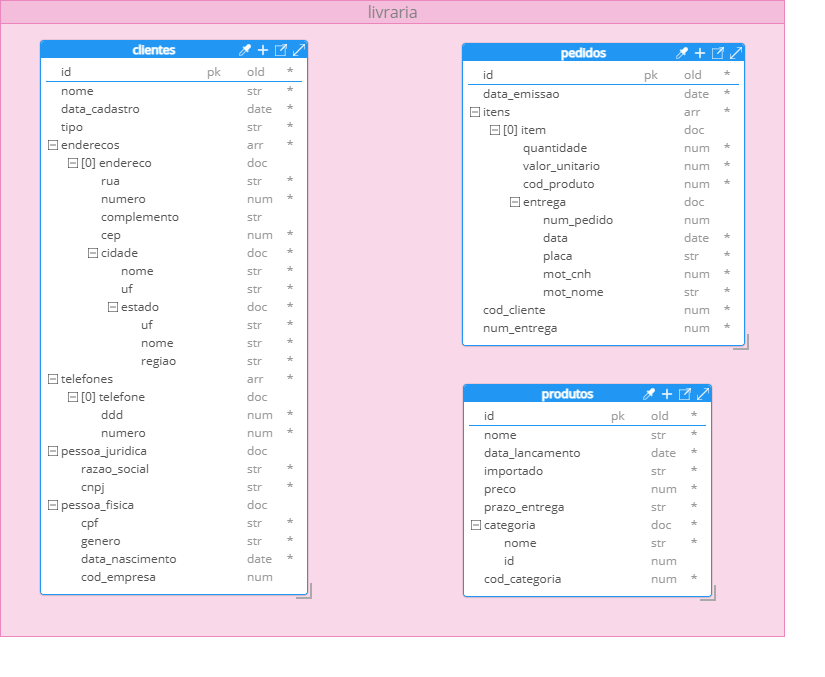 livraria
clientes
id pk old *
nome str *
data_cadastro date *
tipo str *
enderecos arr *
[0] endereco doc
rua str *
numero num *
complemento str
cep num *
cidade doc *
nome str *
uf str *
estado doc *
uf str *
nome str *
regiao str *
telefones arr *
[0] telefone doc
ddd num *
numero num *
pessoa_juridica doc
razao_social str *
cnpj str *
pessoa_fisica doc
cpf str *
genero str *
data_nascimento date *
cod_empresa num
pedidos
id pk old *
data_emissao date *
itens arr *
[0] item doc
quantidade num *
valor_unitario num *
cod_produto num *
entrega doc
num_pedido num
data date *
placa str *
mot_cnh num *
mot_nome str *
cod_cliente num *
num_entrega num *
produtos
id pk old *
nome str *
data_lancamento date *
importado str *
preco num *
prazo_entrega str *
categoria doc *
nome str *
id num
cod_categoria num *